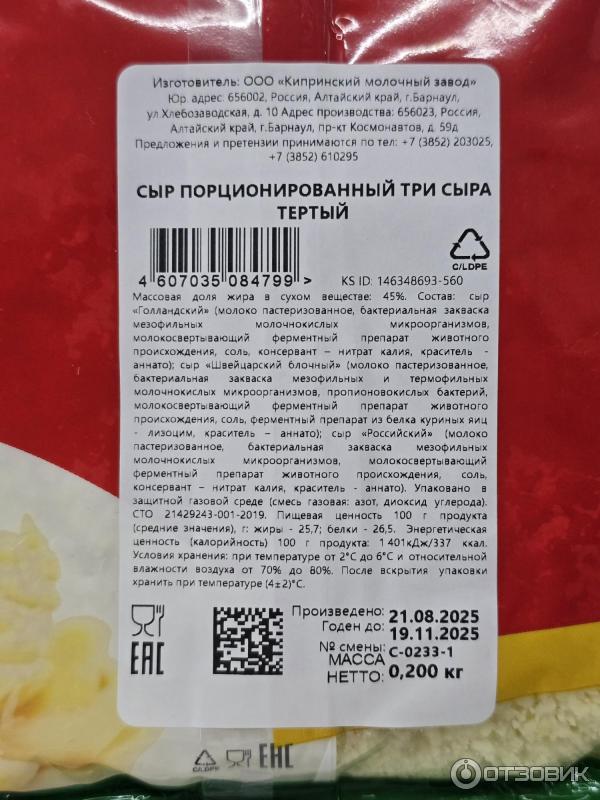 Изготовитель: ООО «Кипринский молочный завод»
Юр. адрес: 656002, Россия, Алтайский край, г.Барнаул,
ул.Хлебозаводская, д. 10 Адрес производства: 656023, Россия,
Алтайский край, г.Барнаул, пр-кт Космонавтов, д. 59д
Предложения и претензии принимаются по тел: +7 (3852) 203025,
+7 (3852) 610295
СЫР ПОРЦИОНИРОВАННЫЙ ТРИ СЫРА
ТЕРТЫЙ
4 607035 084799 >
KS ID: 146348693-560
C/LDPE
Массовая доля жира в сухом веществе: 45%. Состав: сыр
«Голландский» (молоко пастеризованное, бактериальная закваска
мезофильных молочнокислых микроорганизмов,
молокосвертывающий ферментный препарат животного
происхождения, соль, консервант – нитрат калия, краситель -
аннато); сыр «Швейцарский блочный» (молоко пастеризованное,
бактериальная закваска мезофильных и термофильных
молочнокислых микроорганизмов, пропионовокислых бактерий,
молокосвертывающий ферментный препарат животного
происхождения, соль, ферментный препарат из белка куриных яиц
- лизоцим, краситель – аннато); сыр «Российский» (молоко
пастеризованное, бактериальная закваска мезофильных
молочнокислых микроорганизмов, молокосвертывающий
ферментный препарат животного происхождения, соль,
консервант - нитрат калия, краситель - аннато). Упаковано в
защитной газовой среде (смесь газовая: азот, диоксид углерода).
СТО 21429243-001-2019. Пищевая ценность 100 г продукта
(средние значения), г: жиры - 25,7; белки - 26,5. Энергетическая
ценность (калорийность) 100 г продукта: 1 401кДж/337 ккал.
Условия хранения: при температуре от 2°C до 6°C и относительной
влажности воздуха от 70% до 80%. После вскрытия упаковки
хранить при температуре (4±2)°C.
Произведено: 21.08.2025
Годен до: 19.11.2025
№ смены: С-0233-1
МАССА
НЕТТО: 0,200 кг
EAC
C/LDPE
EAC
ОТЗОВИК